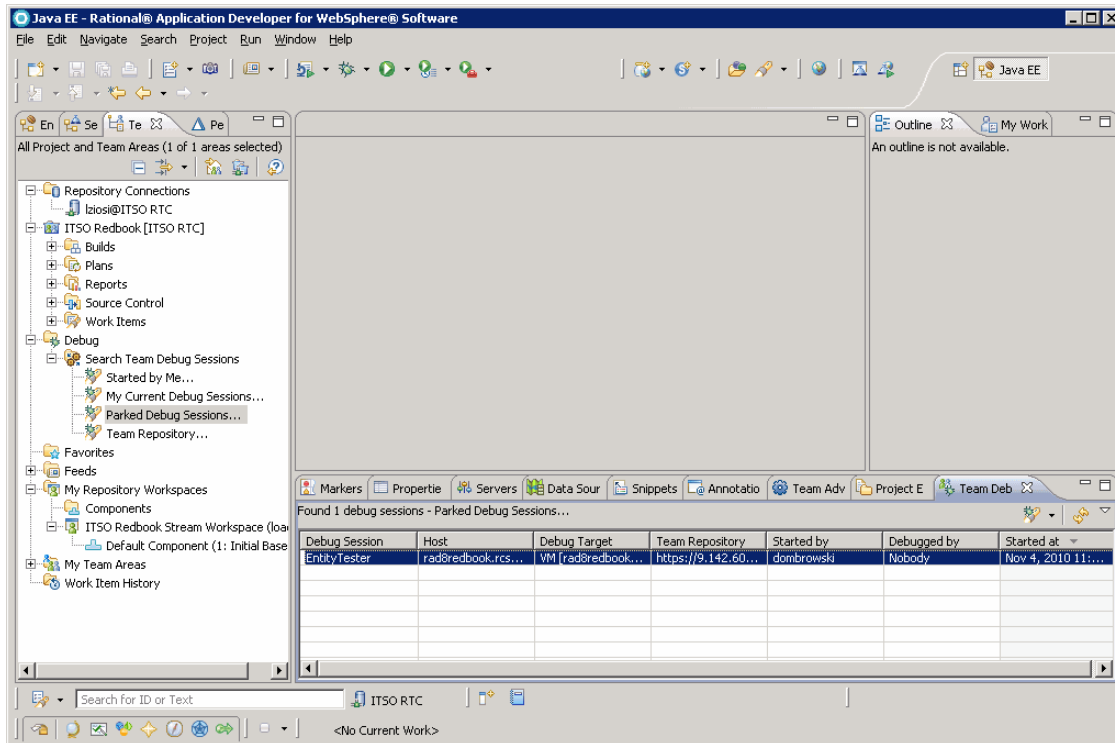 Java EE - Rational® Application Developer for WebSphere® Software
File Edit Navigate Search Project Run Window Help
Java EE
En Se Te Pe
All Project and Team Areas (1 of 1 areas selected)
Repository Connections
lziosi@ITSO RTC
ITSO Redbook [ITSO RTC]
Builds
Plans
Reports
Source Control
Work Items
Debug
Search Team Debug Sessions
Started by Me...
My Current Debug Sessions...
Parked Debug Sessions...
Team Repository...
Favorites
Feeds
My Repository Workspaces
Components
ITSO Redbook Stream Workspace (loa
Default Component (1: Initial Base
My Team Areas
Work Item History
Outline My Work
An outline is not available.
Markers Propertie Servers Data Sour Snippets Annotatio Team Adv Project E Team Deb
Found 1 debug sessions - Parked Debug Sessions...
Debug Session Host Debug Target Team Repository Started by Debugged by Started at
EntityTester rad8redbook.rcs... VM [rad8redbook... https://9.142.60... dombrowski Nobody Nov 4, 2010 11:...
Search for ID or Text ITSO RTC
<No Current Work>